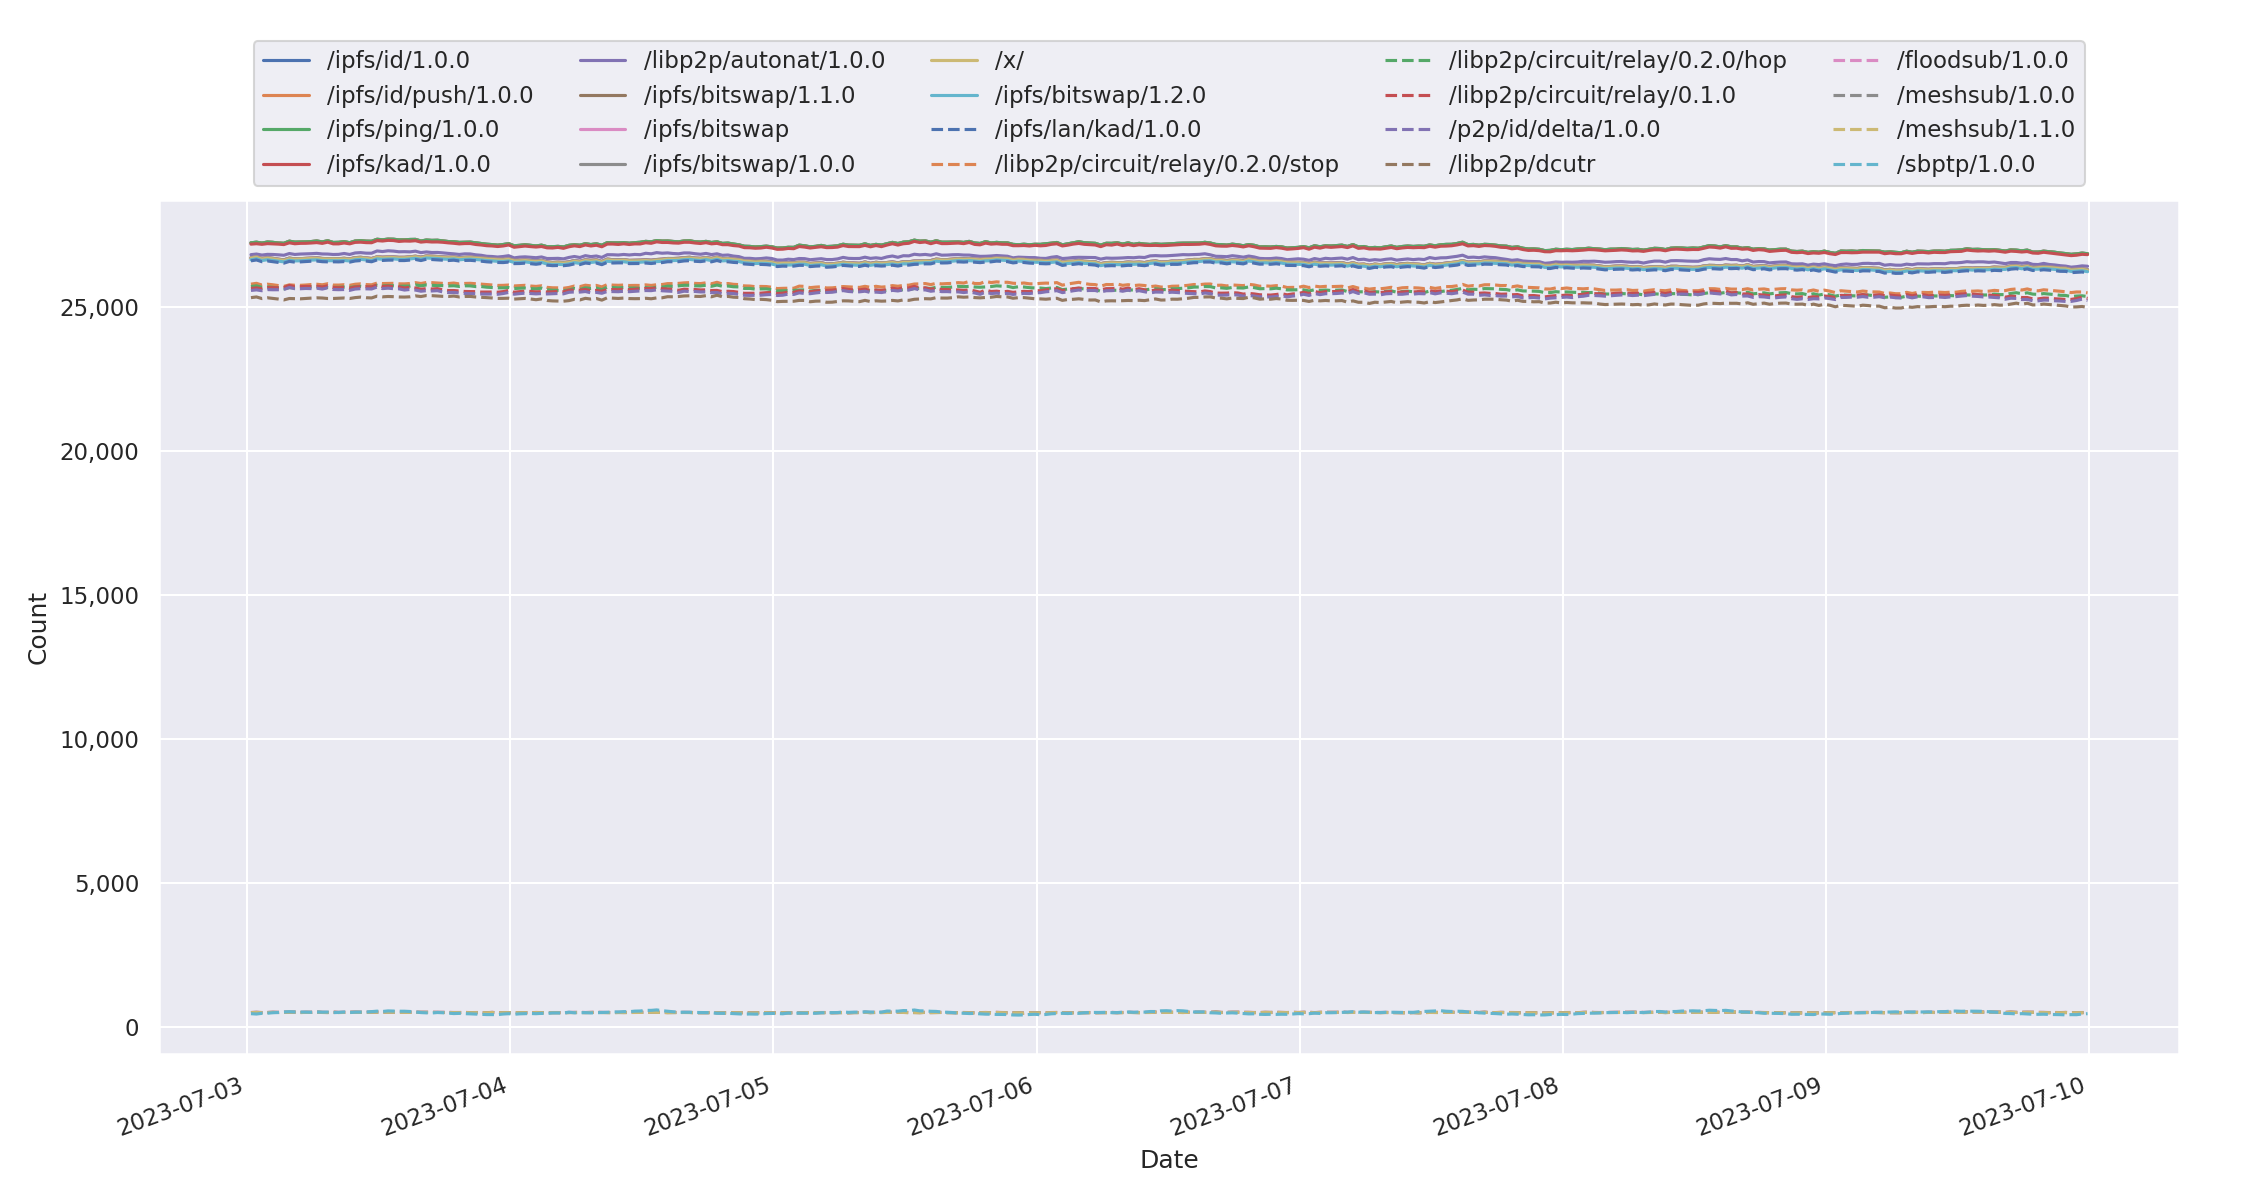 /ipfs/id/1.0.0
/ipfs/id/push/1.0.0
/ipfs/ping/1.0.0
/ipfs/kad/1.0.0
/libp2p/autonat/1.0.0
/ipfs/bitswap/1.1.0
/ipfs/bitswap
/ipfs/bitswap/1.0.0
/x/
/ipfs/bitswap/1.2.0
/ipfs/lan/kad/1.0.0
/libp2p/circuit/relay/0.2.0/stop
/libp2p/circuit/relay/0.2.0/hop
/libp2p/circuit/relay/0.1.0
/p2p/id/delta/1.0.0
/libp2p/dcutr
/floodsub/1.0.0
/meshsub/1.0.0
/meshsub/1.1.0
/sbptp/1.0.0
25,000
20,000
15,000
10,000
5,000
0
Count
2023-07-03
2023-07-04
2023-07-05
2023-07-06
2023-07-07
2023-07-08
2023-07-09
2023-07-10
Date